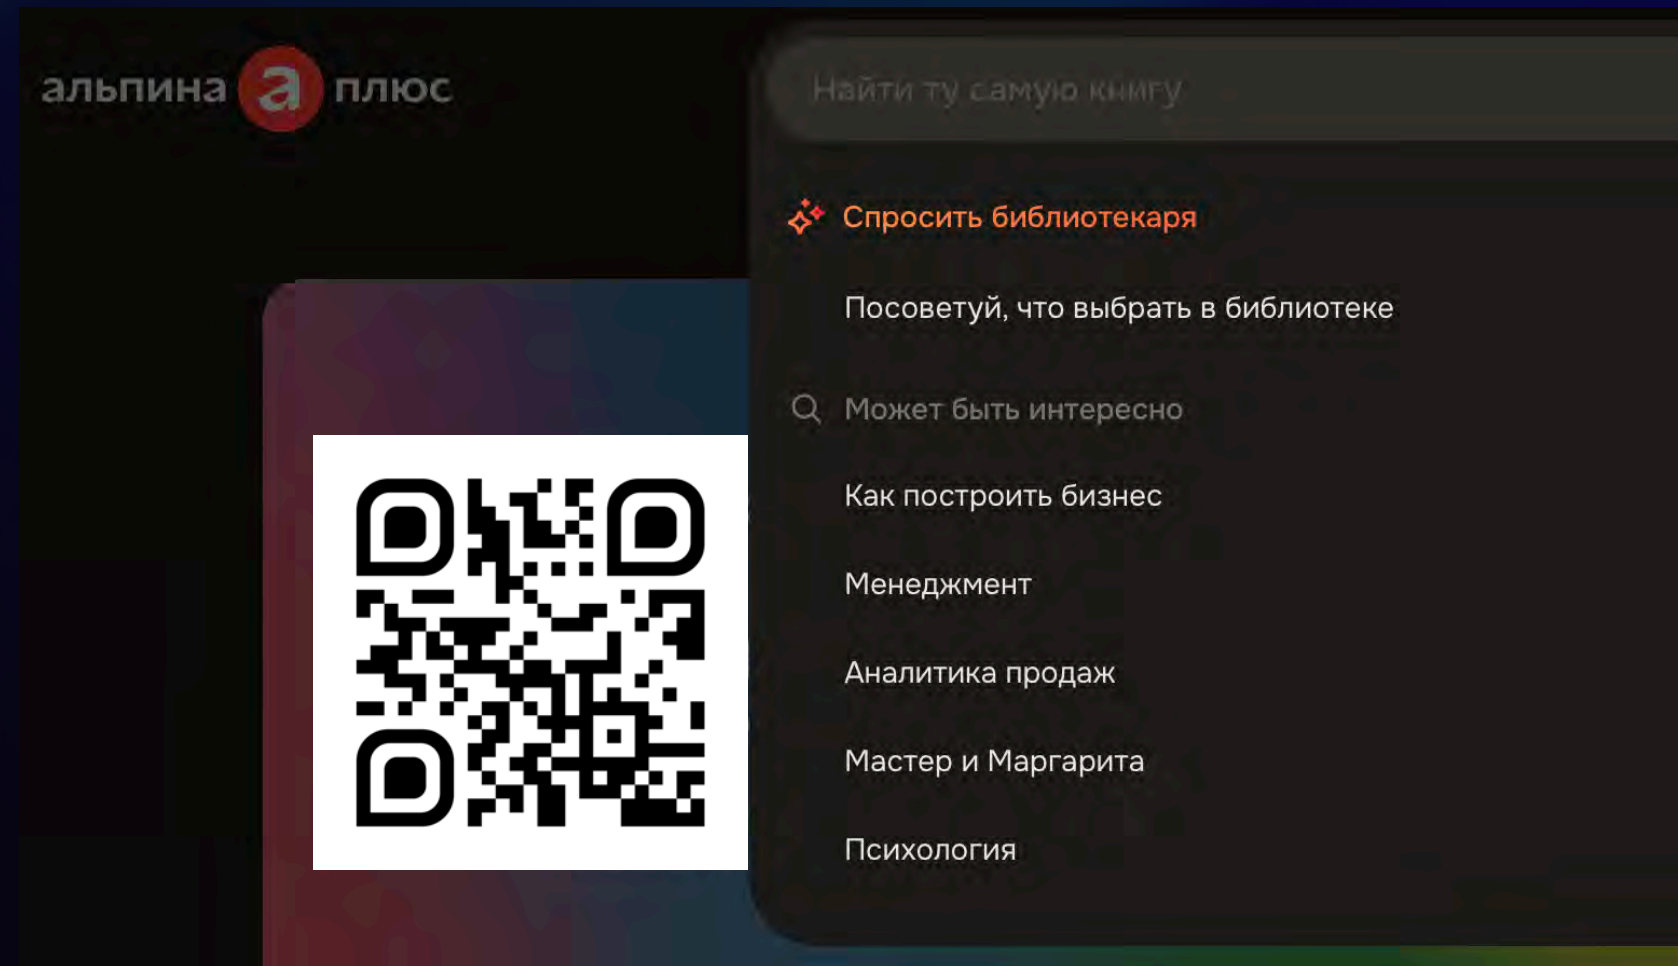 альпина а плюс
Найти ту самую книгу
Спросить библиотекаря
Посоветуй, что выбрать в библиотеке
Может быть интересно
Как построить бизнес
Менеджмент
Аналитика продаж
Мастер и Маргарита
Психология